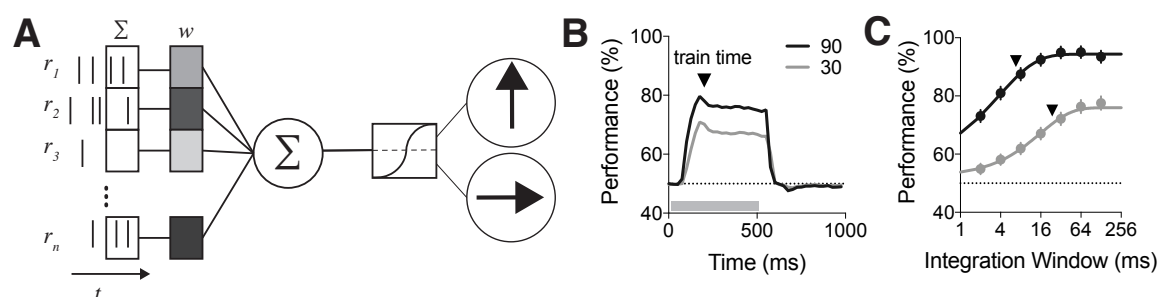 A
Σ
w
r1
r2
r3
rn
t
Σ
B
Performance (%)
100
80
60
40
train time
90
30
0
500
1000
Time (ms)
C
Performance (%)
100
80
60
40
1
4
16
64
256
Integration Window (ms)